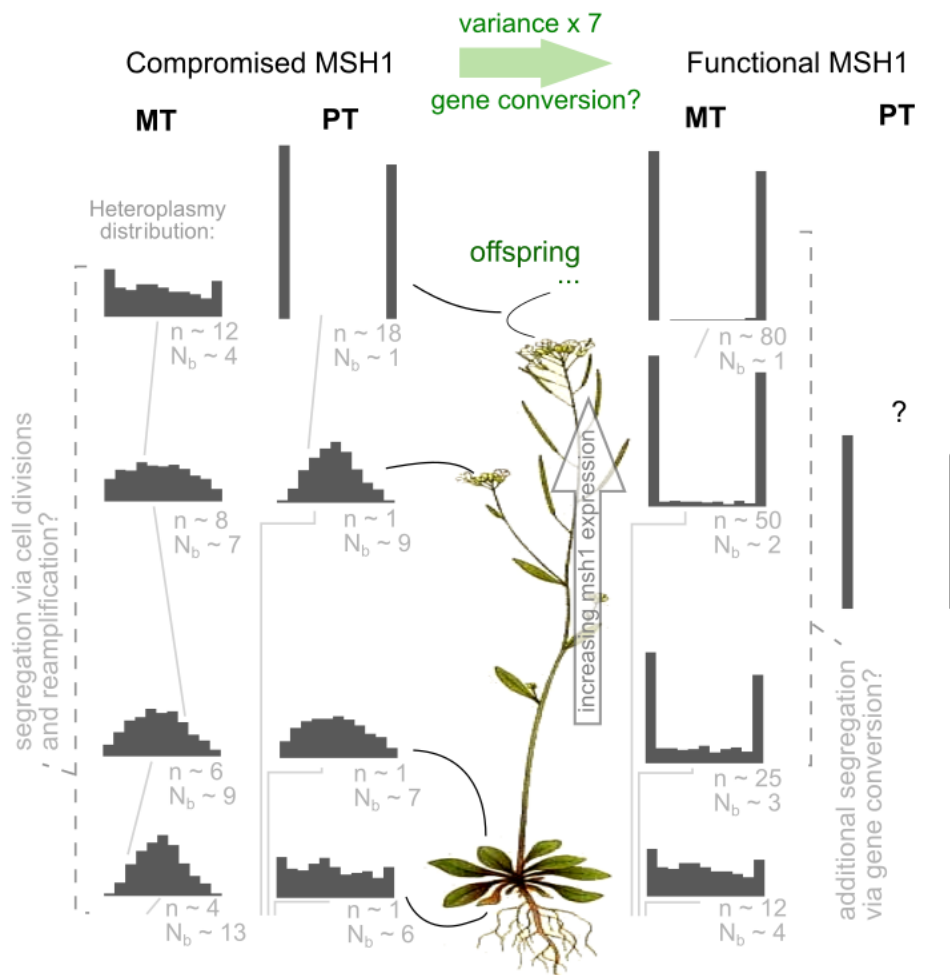 variance x 7
Compromised MSH1
Functional MSH1
gene conversion?
MT
PT
MT
PT
Heteroplasmy
distribution:
offspring
...
n ~ 12
N_b ~ 4
n ~ 18
N_b ~ 1
n ~ 80
N_b ~ 1
?
n ~ 8
N_b ~ 7
n ~ 1
N_b ~ 9
n ~ 50
N_b ~ 2
increasing msh1 expression
segregation via cell divisions
and reamplification?
n ~ 6
N_b ~ 9
n ~ 1
N_b ~ 7
n ~ 25
N_b ~ 3
additional segregation
via gene conversion?
n ~ 4
N_b ~ 13
n ~ 1
N_b ~ 6
n ~ 12
N_b ~ 4